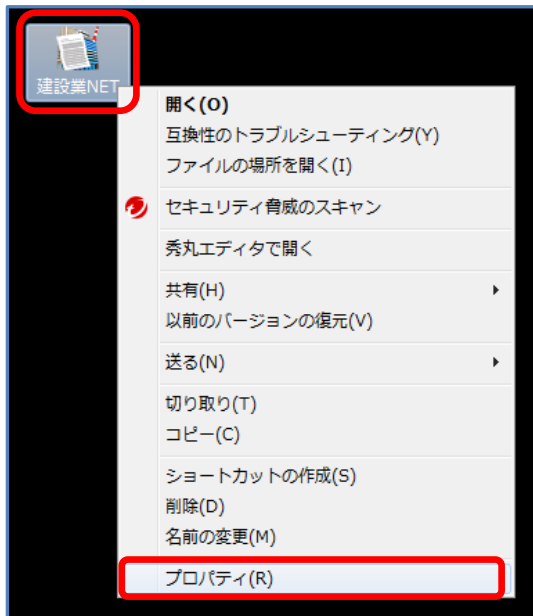 建設業NET
開く(O)
互換性のトラブルシューティング(Y)
ファイルの場所を開く(I)
セキュリティ脅威のスキャン
秀丸エディタで開く
共有(H)
以前のバージョンの復元(V)
送る(N)
切り取り(T)
コピー(C)
ショートカットの作成(S)
削除(D)
名前の変更(M)
プロパティ(R)